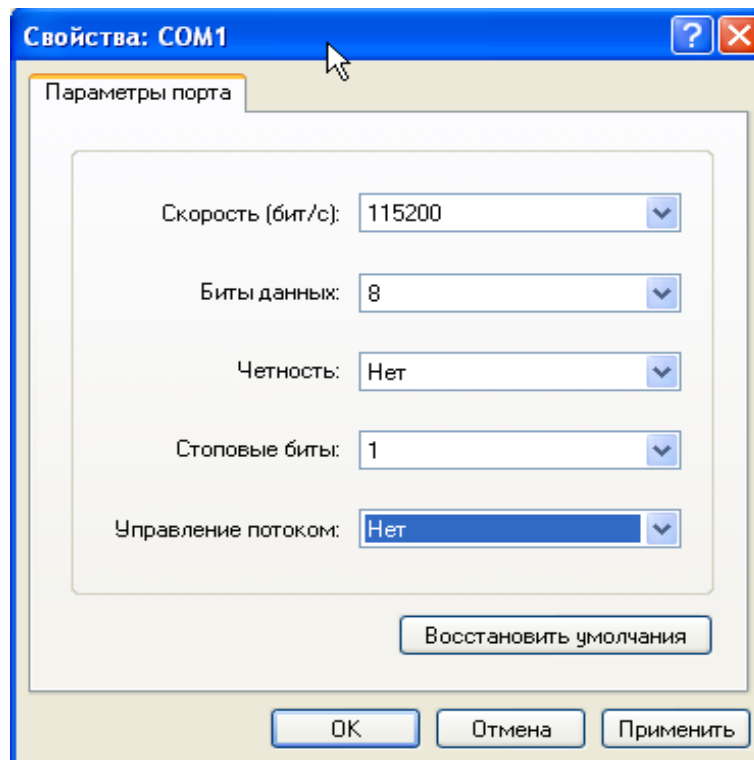 Свойства: COM1
Параметры порта
Скорость (бит/с): 115200
Биты данных: 8
Четность: Нет
Стоповые биты: 1
Управление потоком: Нет
Восстановить умолчания
OK Отмена Применить